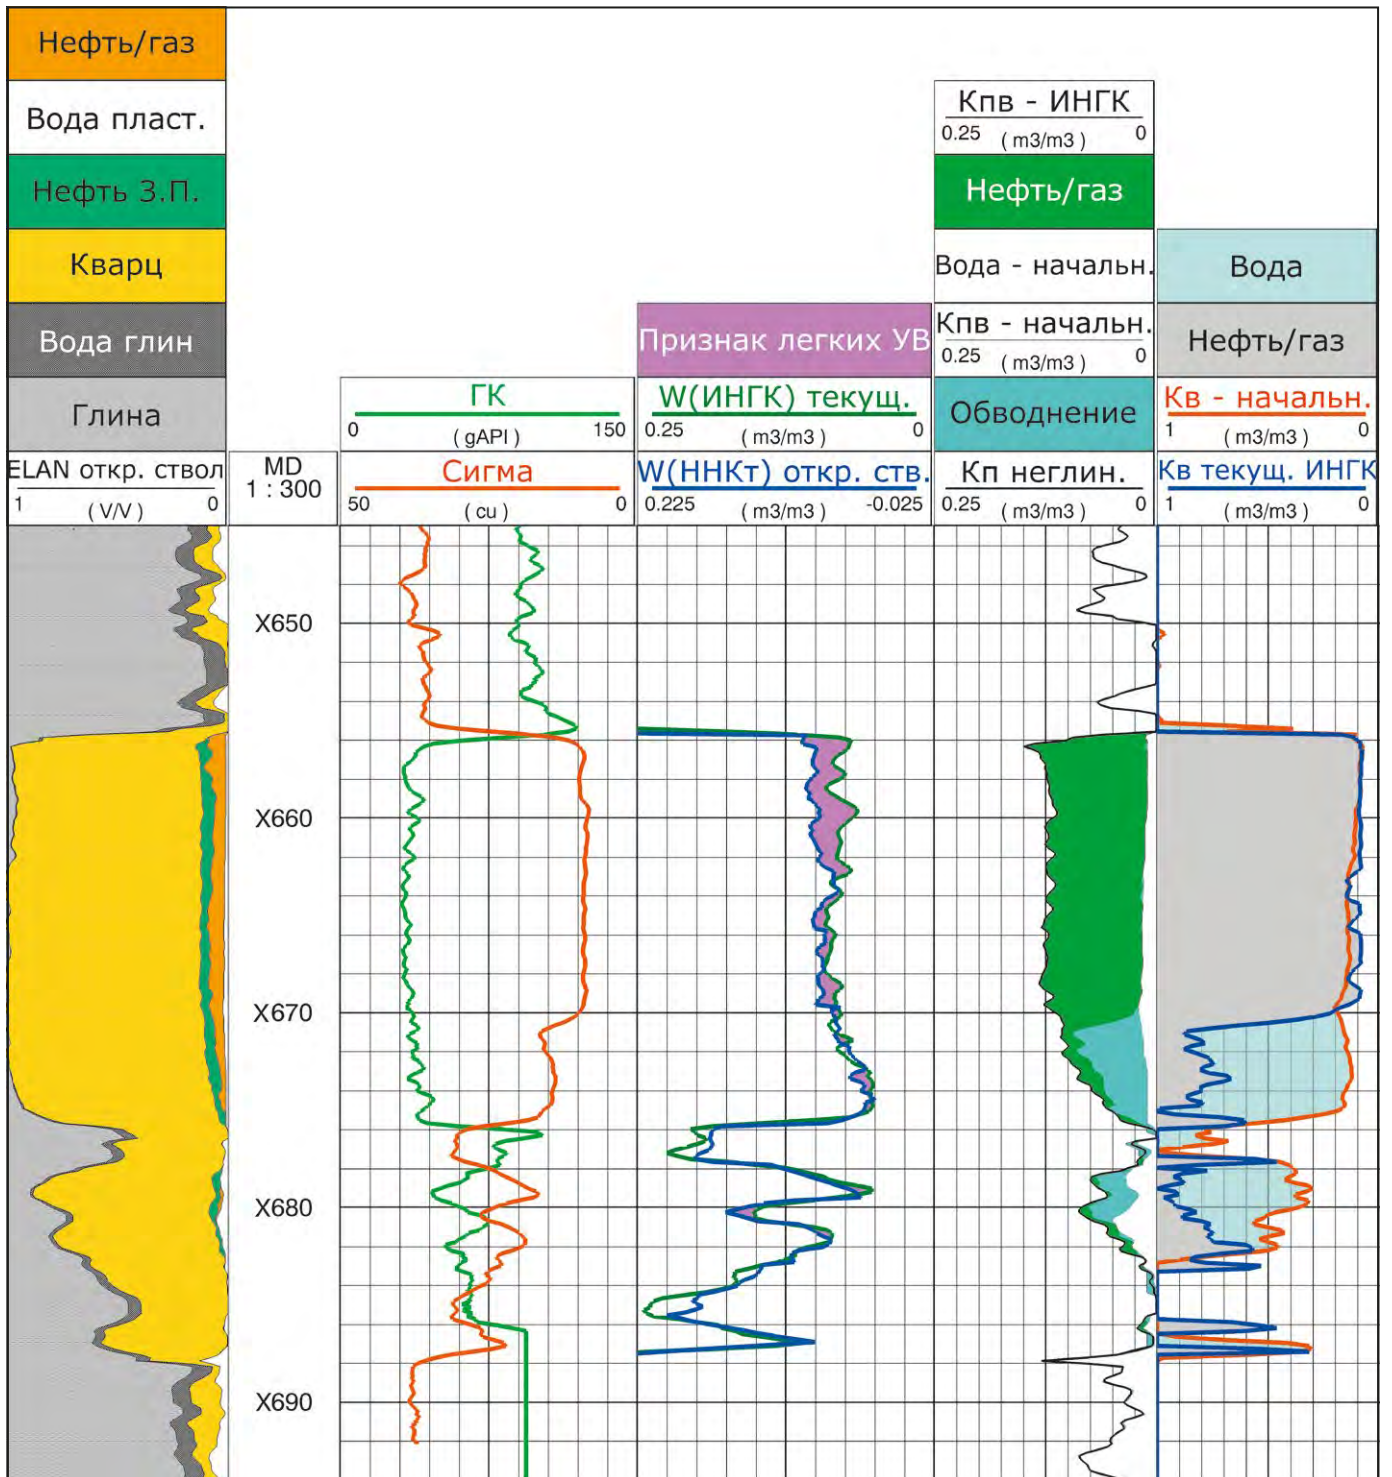 Нефть/газ
Вода пласт.
Нефть З.П.
Кварц
Вода глин
Глина
ELAN откр. ствол
1 ( V/V ) 0
MD
1 : 300
ГК
0 ( gAPI ) 150
Сигма
50 ( cu ) 0
Признак легких УВ
W(ИНГК) текущ.
0.25 ( m3/m3 ) 0
W(ННКт) откр. ств.
0.225 ( m3/m3 ) -0.025
Кпв - ИНГК
0.25 ( m3/m3 ) 0
Нефть/газ
Вода - начальн.
Кпв - начальн.
0.25 ( m3/m3 ) 0
Обводнение
Кп неглин.
0.25 ( m3/m3 ) 0
Вода
Нефть/газ
Кв - начальн.
1 ( m3/m3 ) 0
Кв текущ. ИНГК
1 ( m3/m3 ) 0
X650
X660
X670
X680
X690